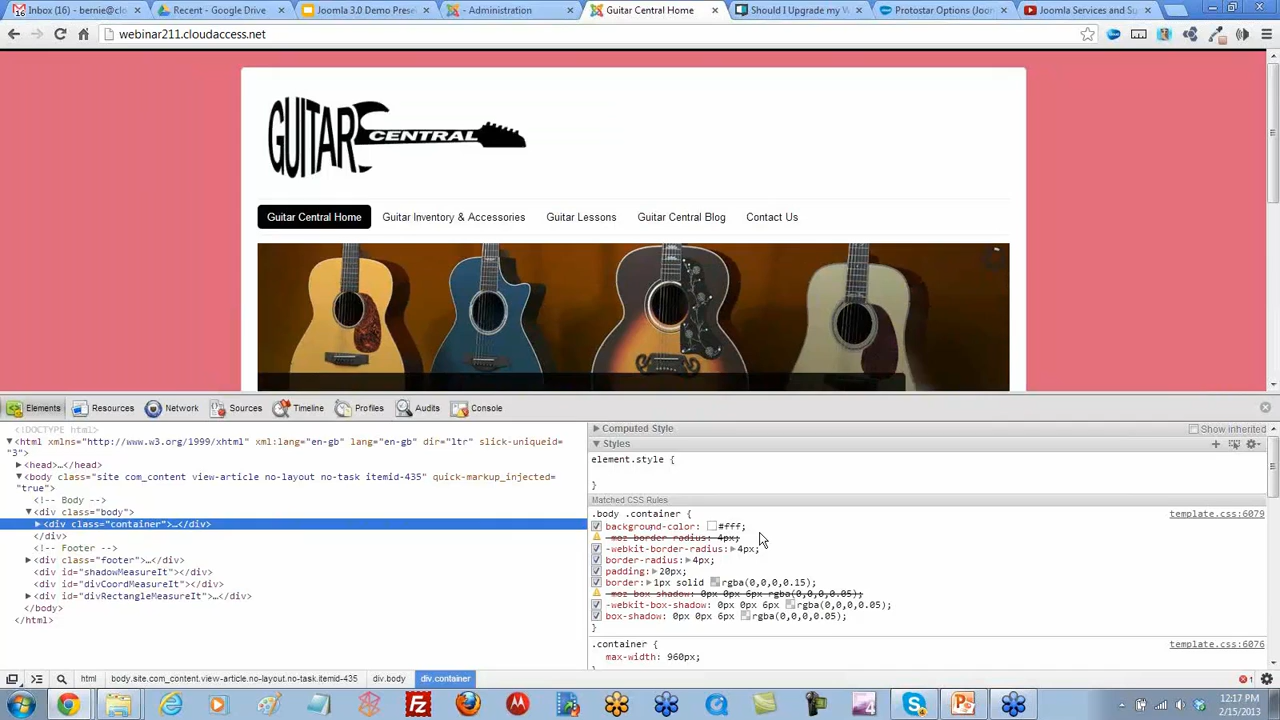 Inbox (16) - bernie@clo
Recent - Google Drive
Joomla 3.0 Demo Prese
- Administration
Guitar Central Home
Should I Upgrade my W
Protostar Options (Joom
Joomla Services and Su
webinar211.cloudaccess.net
GUITAR CENTRAL
Guitar Central Home
Guitar Inventory & Accessories
Guitar Lessons
Guitar Central Blog
Contact Us
Elements
Resources
Network
Sources
Timeline
Profiles
Audits
Console
<!DOCTYPE html>
<html xmlns="http://www.w3.org/1999/xhtml" xml:lang="en-gb" lang="en-gb" dir="ltr" slick-uniqueid=
"3">
<head>…</head>
<body class="site com_content view-article no-layout no-task itemid-435" quick-markup_injected=
"true">
<!-- Body -->
<div class="body">
<div class="container">…</div>
</div>
<!-- Footer -->
<div class="footer">…</div>
<div id="shadowMeasureIt"></div>
<div id="divCoordMeasureIt"></div>
<div id="divRectangleMeasureIt">…</div>
</body>
</html>
Computed Style
Show inherited
Styles
element.style {
}
Matched CSS Rules
.body .container {
template.css:6079
background-color: #fff;
-moz-border-radius: 4px;
-webkit-border-radius: 4px;
border-radius: 4px;
padding: 20px;
border: 1px solid rgba(0,0,0,0.15);
-moz-box-shadow: 0px 0px 6px rgba(0,0,0,0.05);
-webkit-box-shadow: 0px 0px 6px rgba(0,0,0,0.05);
box-shadow: 0px 0px 6px rgba(0,0,0,0.05);
}
.container {
template.css:6076
max-width: 960px;
html
body.site.com_content.view-article.no-layout.no-task.itemid-435
div.body
div.container
1
12:17 PM
2/15/2013